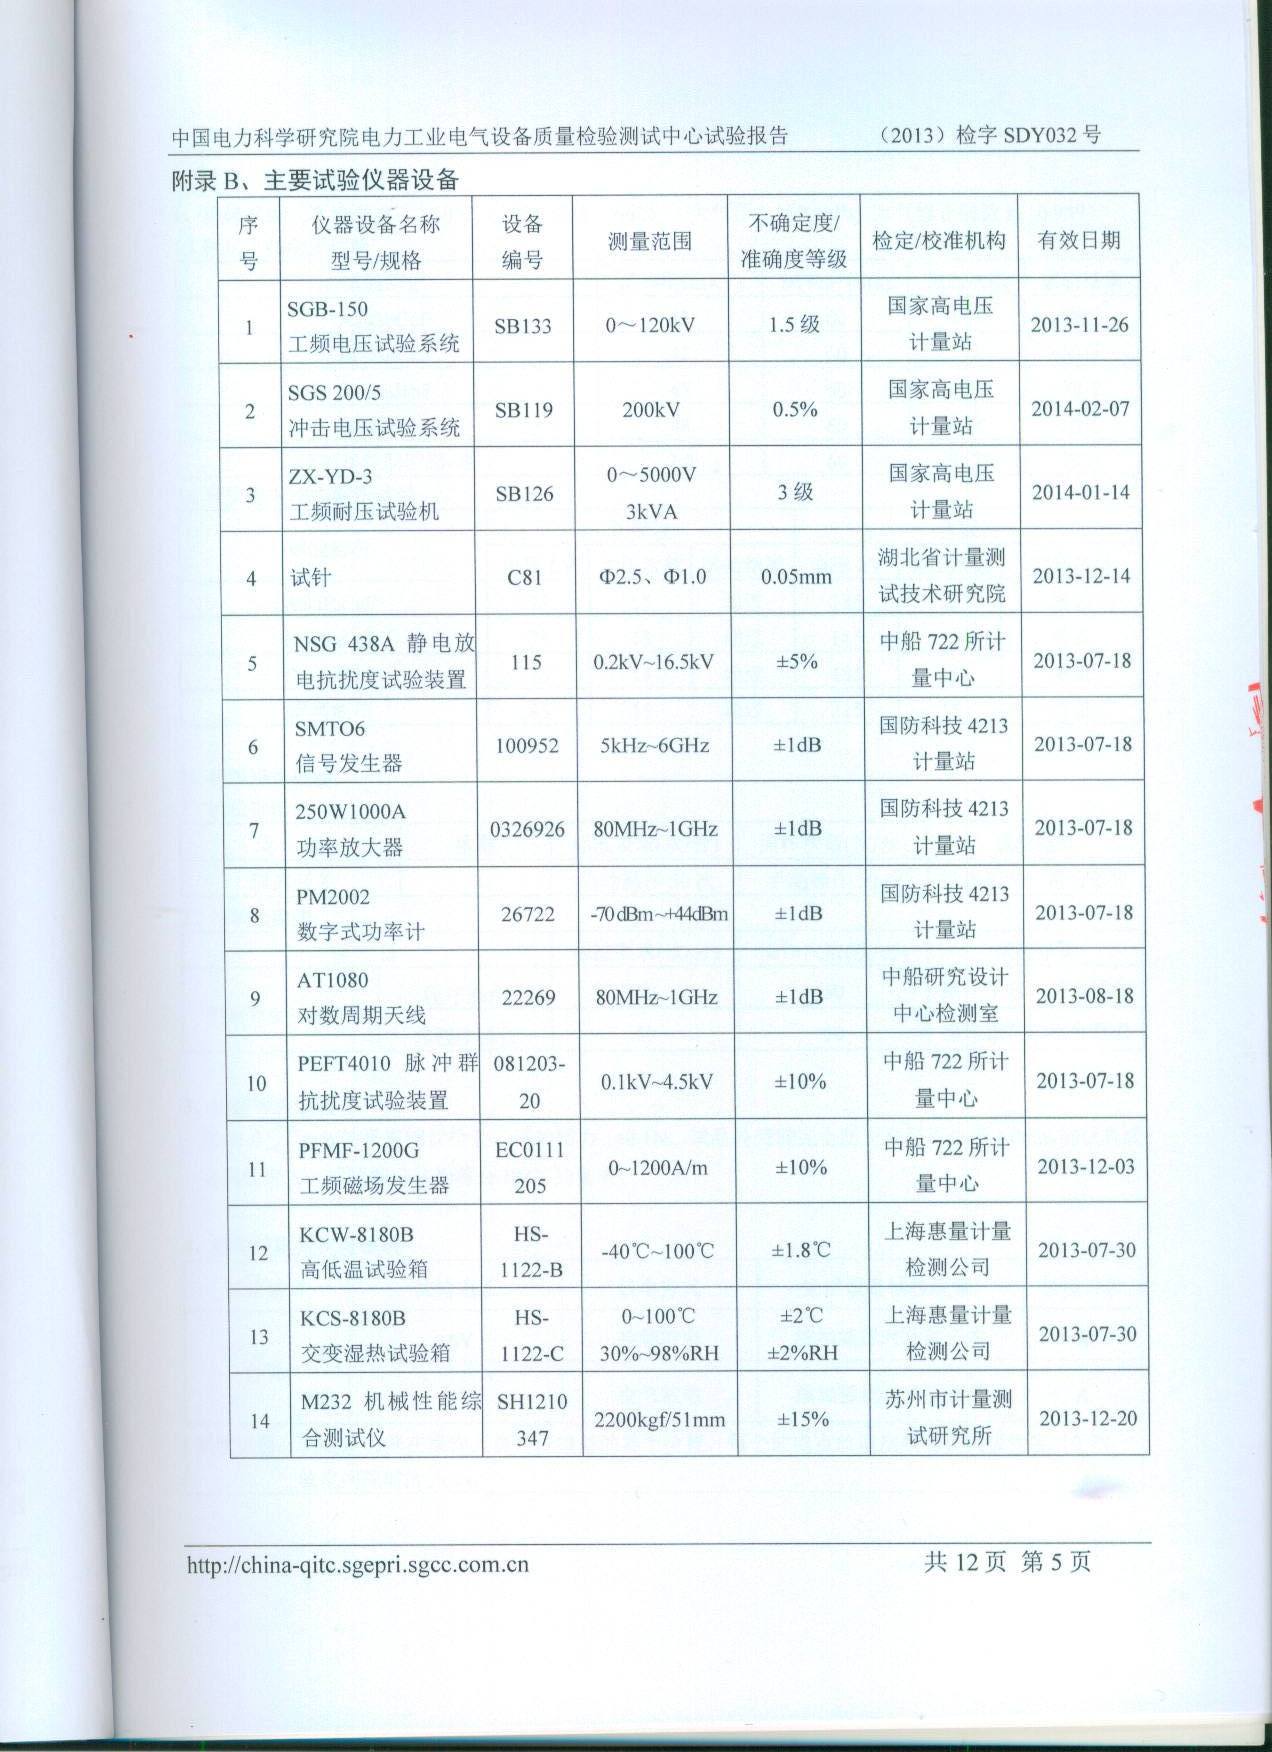 中国电力科学研究院电力工业电气设备质量检验测试中心试验报告 （2013）检字 SDY032 号
附录 B、主要试验仪器设备
序号 仪器设备名称型号/规格 设备编号 测量范围 不确定度/准确度等级 检定/校准机构 有效日期
1 SGB-150 工频电压试验系统 SB133 0～120kV 1.5 级 国家高电压计量站 2013-11-26
2 SGS 200/5 冲击电压试验系统 SB119 200kV 0.5% 国家高电压计量站 2014-02-07
3 ZX-YD-3 工频耐压试验机 SB126 0～5000V 3kVA 3 级 国家高电压计量站 2014-01-14
4 试针 C81 Φ2.5、Φ1.0 0.05mm 湖北省计量测试技术研究院 2013-12-14
5 NSG 438A 静电放电抗扰度试验装置 115 0.2kV~16.5kV ±5% 中船 722 所计量中心 2013-07-18
6 SMTO6 信号发生器 100952 5kHz~6GHz ±1dB 国防科技 4213 计量站 2013-07-18
7 250W1000A 功率放大器 0326926 80MHz~1GHz ±1dB 国防科技 4213 计量站 2013-07-18
8 PM2002 数字式功率计 26722 -70dBm~+44dBm ±1dB 国防科技 4213 计量站 2013-07-18
9 AT1080 对数周期天线 22269 80MHz~1GHz ±1dB 中船研究设计中心检测室 2013-08-18
10 PEFT4010 脉冲群抗扰度试验装置 081203-20 0.1kV~4.5kV ±10% 中船 722 所计量中心 2013-07-18
11 PFMF-1200G 工频磁场发生器 EC0111205 0~1200A/m ±10% 中船 722 所计量中心 2013-12-03
12 KCW-8180B 高低温试验箱 HS-1122-B -40℃~100℃ ±1.8℃ 上海惠量计量检测公司 2013-07-30
13 KCS-8180B 交变湿热试验箱 HS-1122-C 0~100℃ 30%~98%RH ±2℃ ±2%RH 上海惠量计量检测公司 2013-07-30
14 M232 机械性能综合测试仪 SH1210347 2200kgf/51mm ±15% 苏州市计量测试研究所 2013-12-20
http://china-qitc.sgepri.sgcc.com.cn 共 12 页 第 5 页